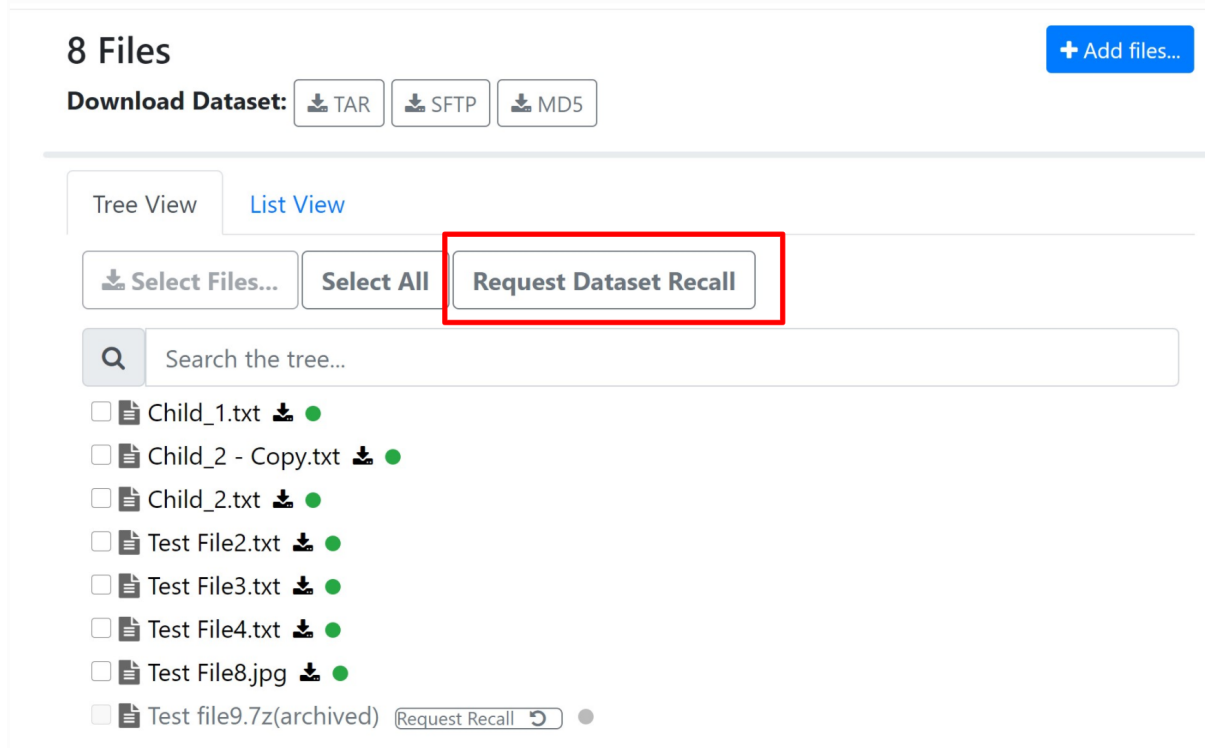 8 Files
+ Add files...
Download Dataset: TAR SFTP MD5
Tree View List View
Select Files... Select All Request Dataset Recall
Search the tree...
Child_1.txt
Child_2 - Copy.txt
Child_2.txt
Test File2.txt
Test File3.txt
Test File4.txt
Test File8.jpg
Test file9.7z(archived) Request Recall